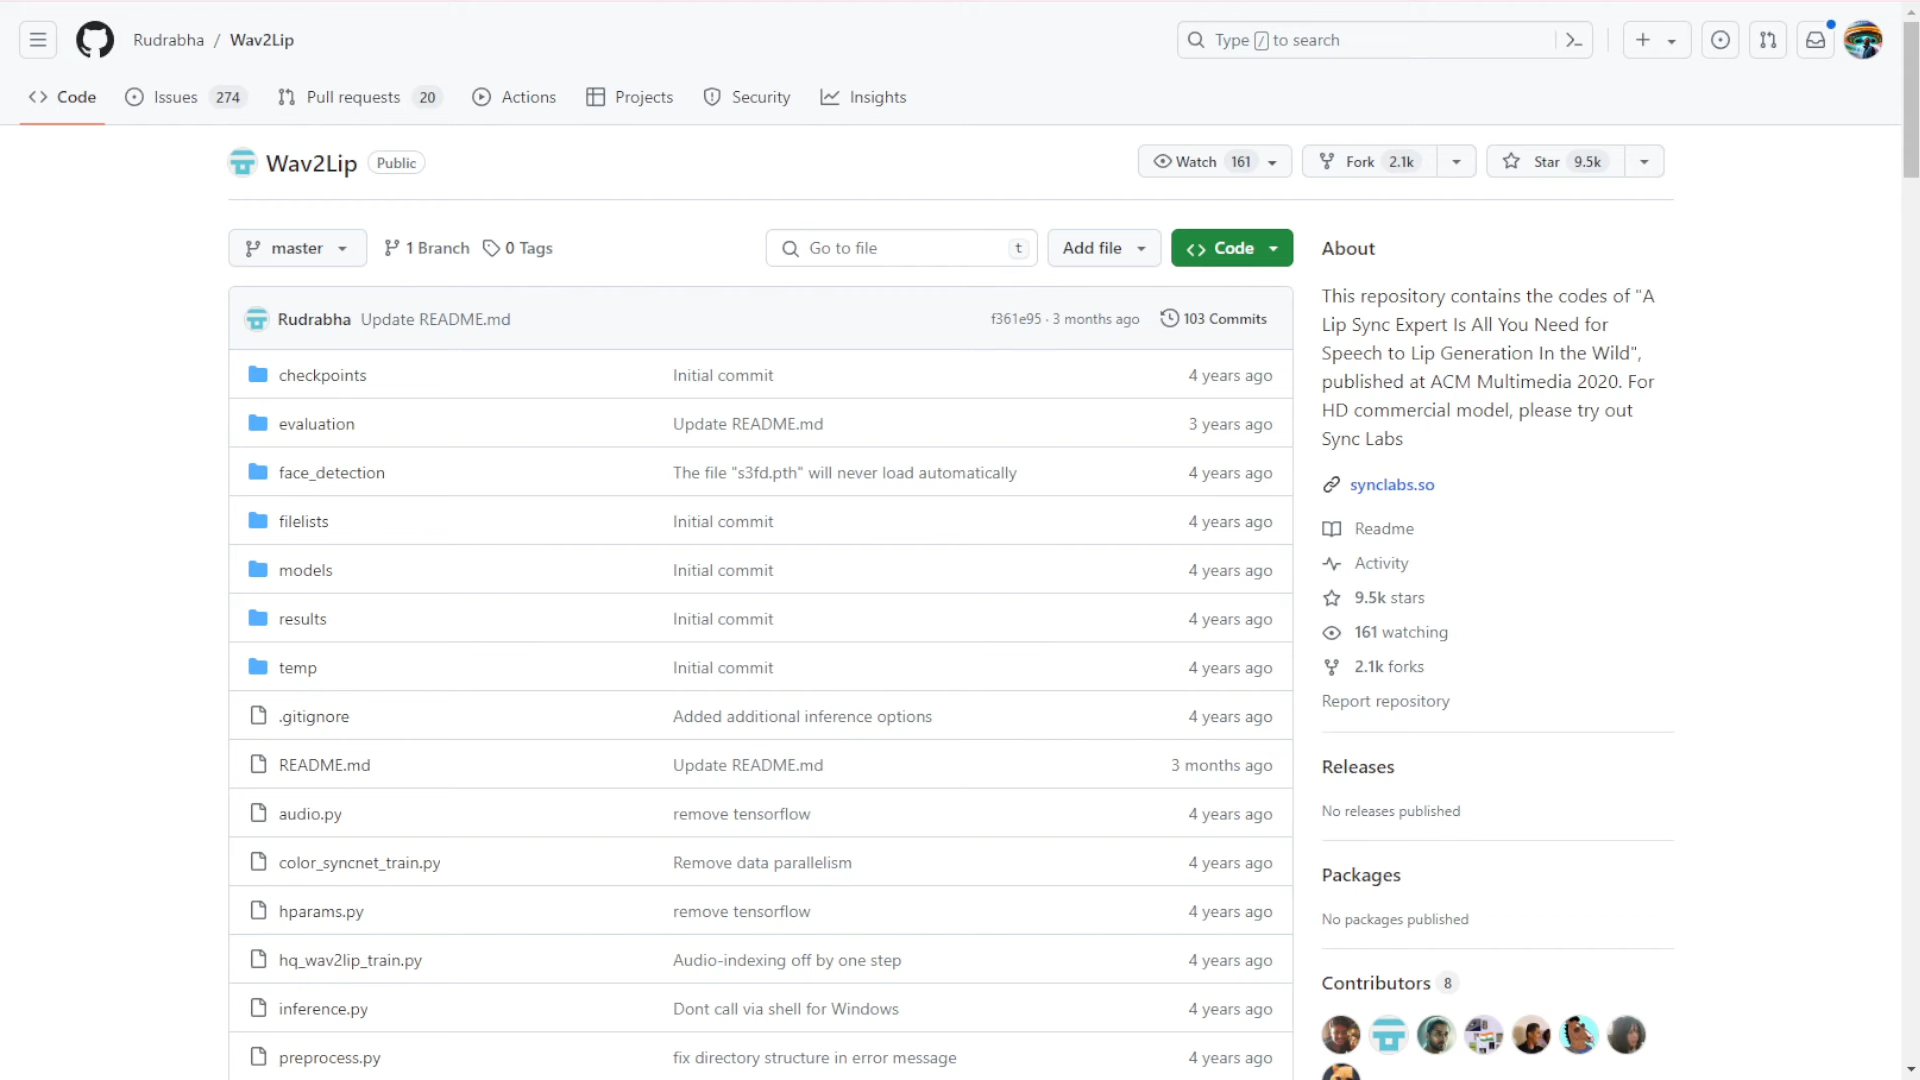 Rudrabha / Wav2Lip
Type / to search
Code
Issues 274
Pull requests 20
Actions
Projects
Security
Insights
Wav2Lip Public
Watch 161
Fork 2.1k
Star 9.5k
master
1 Branch
0 Tags
Go to file t
Add file
Code
Rudrabha Update README.md f361e95 · 3 months ago 103 Commits
checkpoints Initial commit 4 years ago
evaluation Update README.md 3 years ago
face_detection The file "s3fd.pth" will never load automatically 4 years ago
filelists Initial commit 4 years ago
models Initial commit 4 years ago
results Initial commit 4 years ago
temp Initial commit 4 years ago
.gitignore Added additional inference options 4 years ago
README.md Update README.md 3 months ago
audio.py remove tensorflow 4 years ago
color_syncnet_train.py Remove data parallelism 4 years ago
hparams.py remove tensorflow 4 years ago
hq_wav2lip_train.py Audio-indexing off by one step 4 years ago
inference.py Dont call via shell for Windows 4 years ago
preprocess.py fix directory structure in error message 4 years ago
About
This repository contains the codes of "A
Lip Sync Expert Is All You Need for
Speech to Lip Generation In the Wild",
published at ACM Multimedia 2020. For
HD commercial model, please try out
Sync Labs
synclabs.so
Readme
Activity
9.5k stars
161 watching
2.1k forks
Report repository
Releases
No releases published
Packages
No packages published
Contributors 8